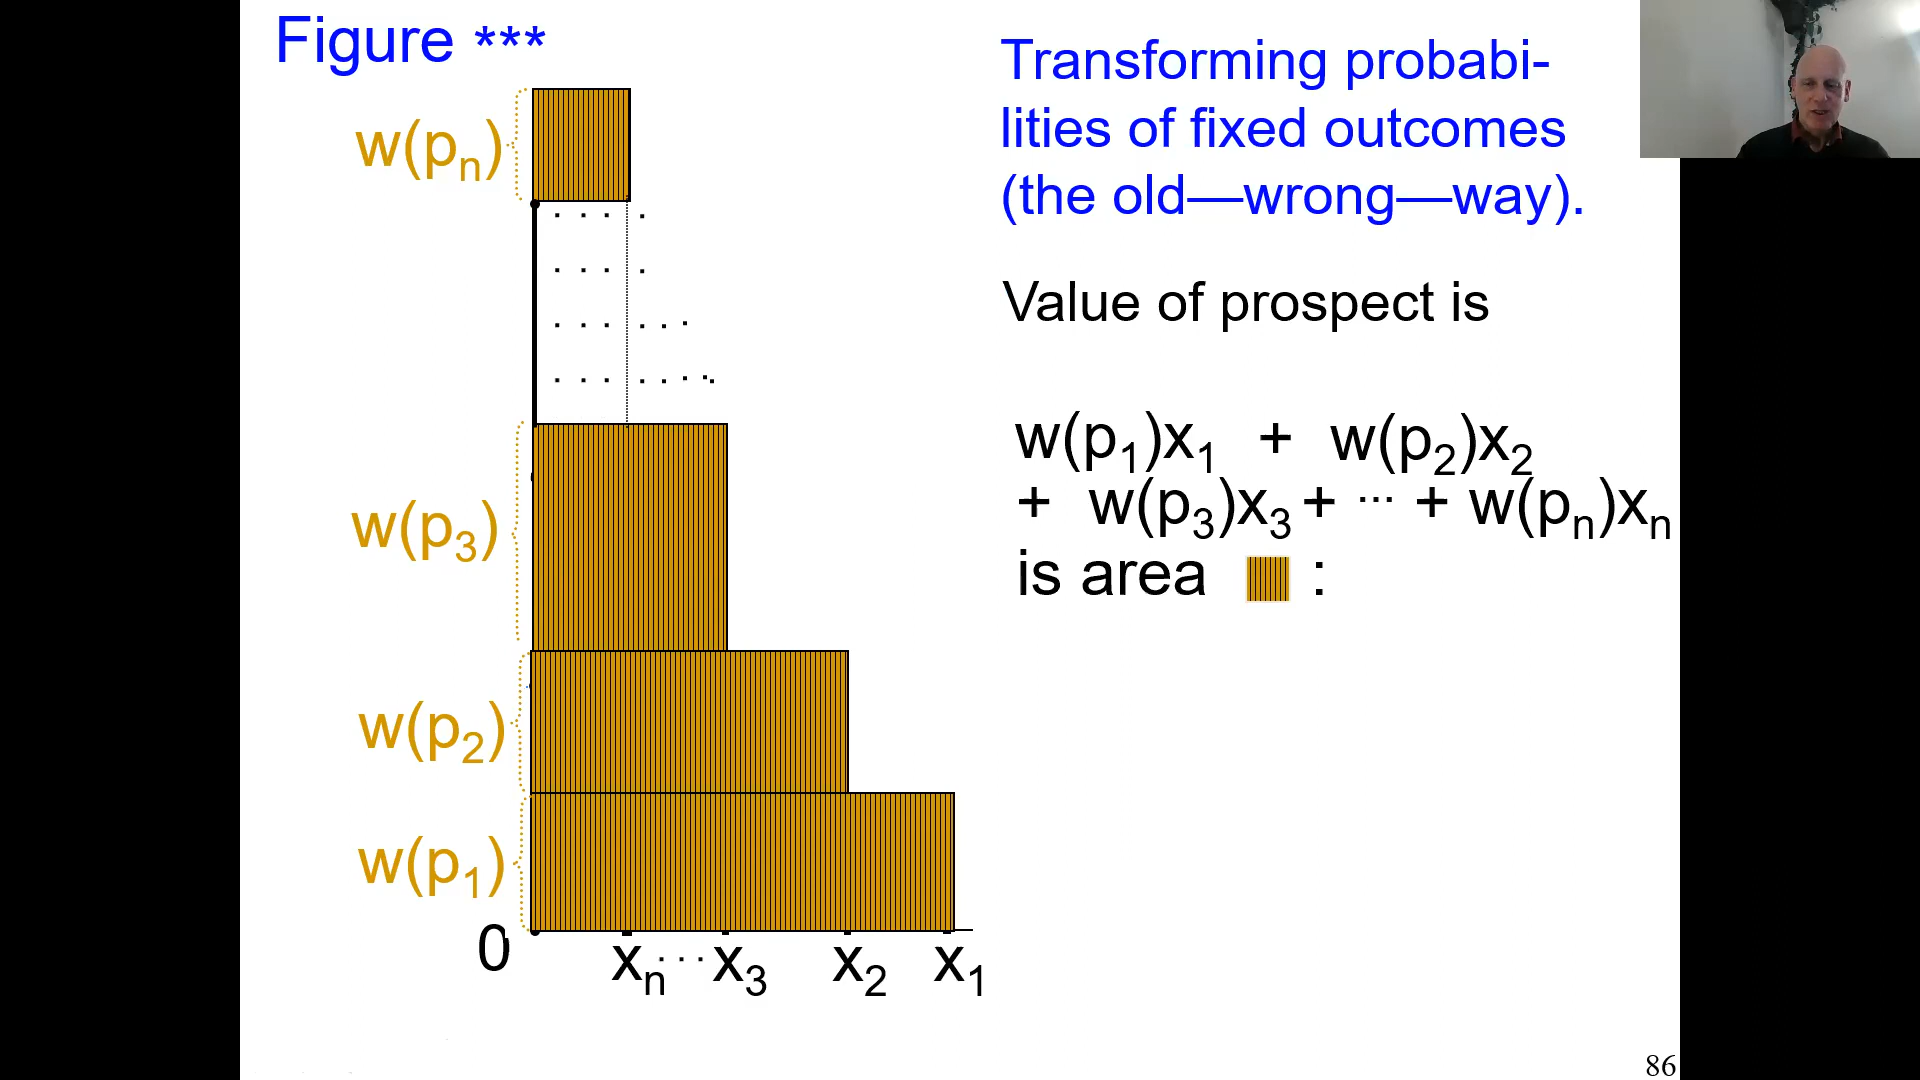 Figure ***
Transforming probabi-
lities of fixed outcomes
(the old—wrong—way).
Value of prospect is
w(p₁)x₁ + w(p₂)x₂
+ w(p₃)x₃ + ··· + w(pₙ)xₙ
is area :
w(pₙ)
w(p₃)
w(p₂)
w(p₁)
0 xₙ ··· x₃ x₂ x₁
86